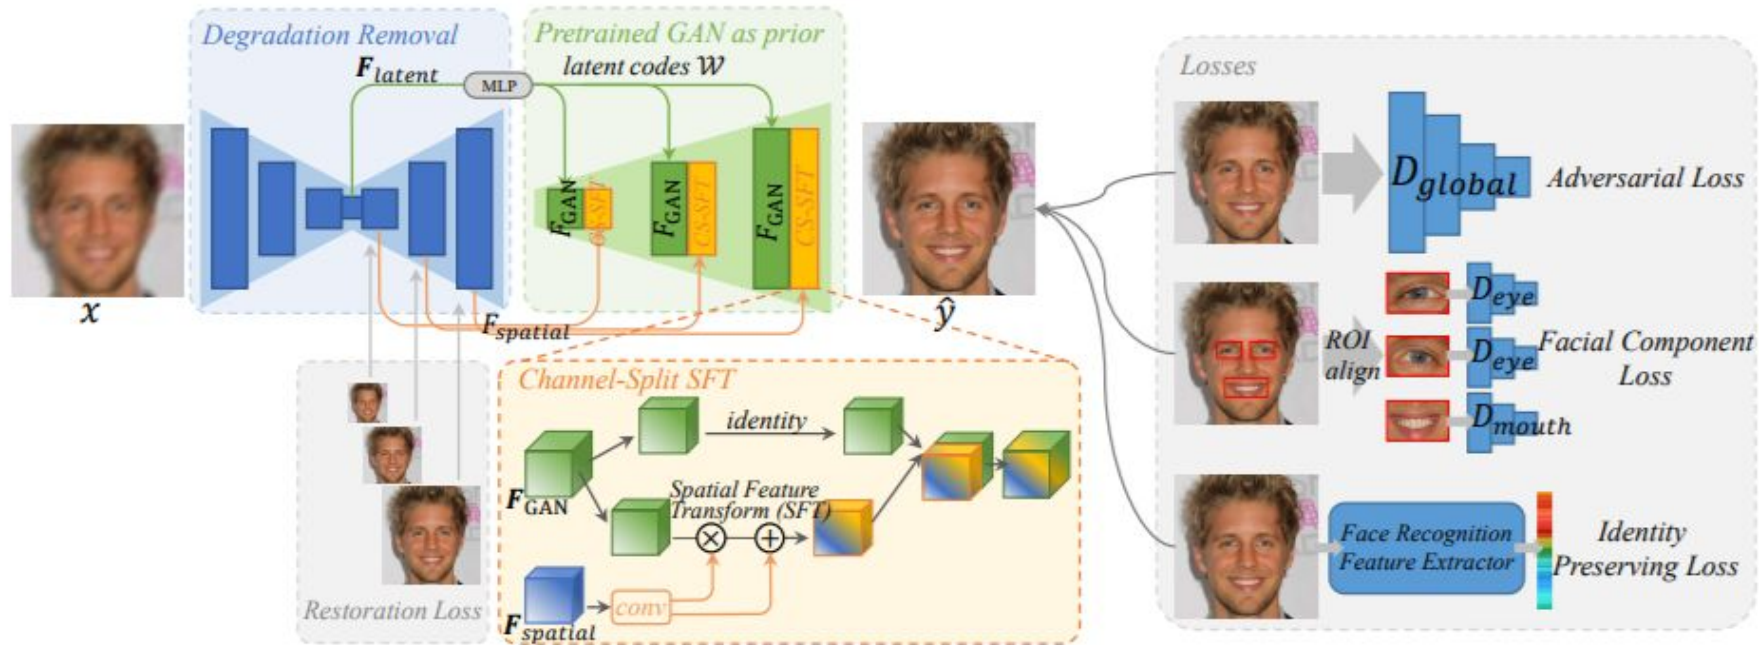 Degradation Removal
F_latent
MLP
Pretrained GAN as prior
latent codes W
F_GAN
CS-SFT
F_GAN
CS-SFT
F_GAN
CS-SFT
x
F_spatial
ŷ
Restoration Loss
Channel-Split SFT
identity
F_GAN
Spatial Feature
Transform (SFT)
F_spatial
conv
Losses
D_global
Adversarial Loss
ROI
align
D_eye
D_eye
D_mouth
Facial Component
Loss
Face Recognition
Feature Extractor
Identity
Preserving Loss